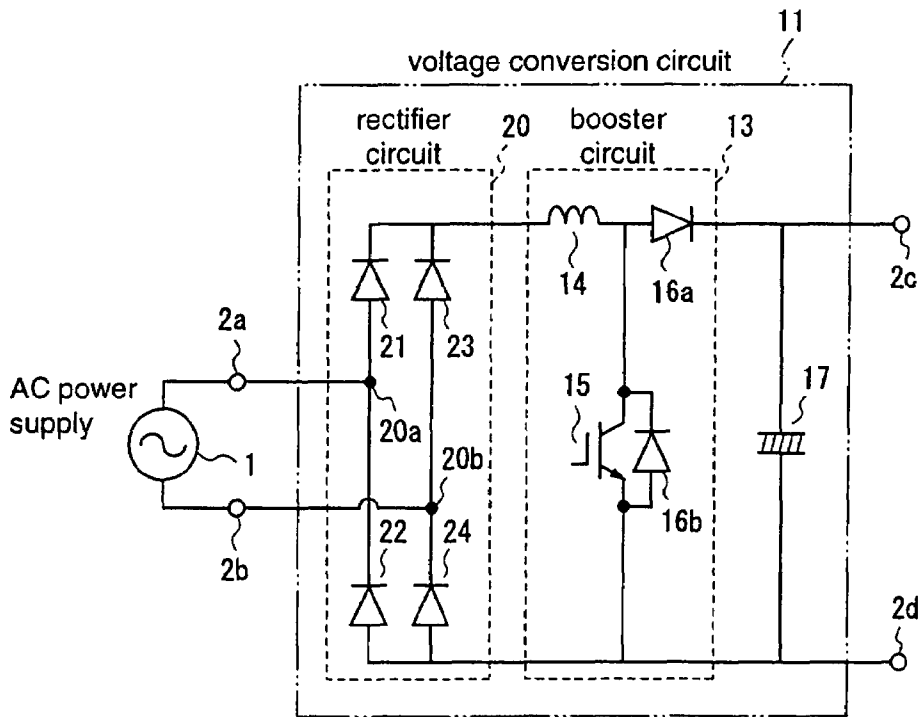 11
voltage conversion circuit
rectifier
circuit
20
booster
circuit
13
14
16a
2c
21
23
2a
AC power
supply
1
20a
20b
15
16b
17
2b
22
24
2d